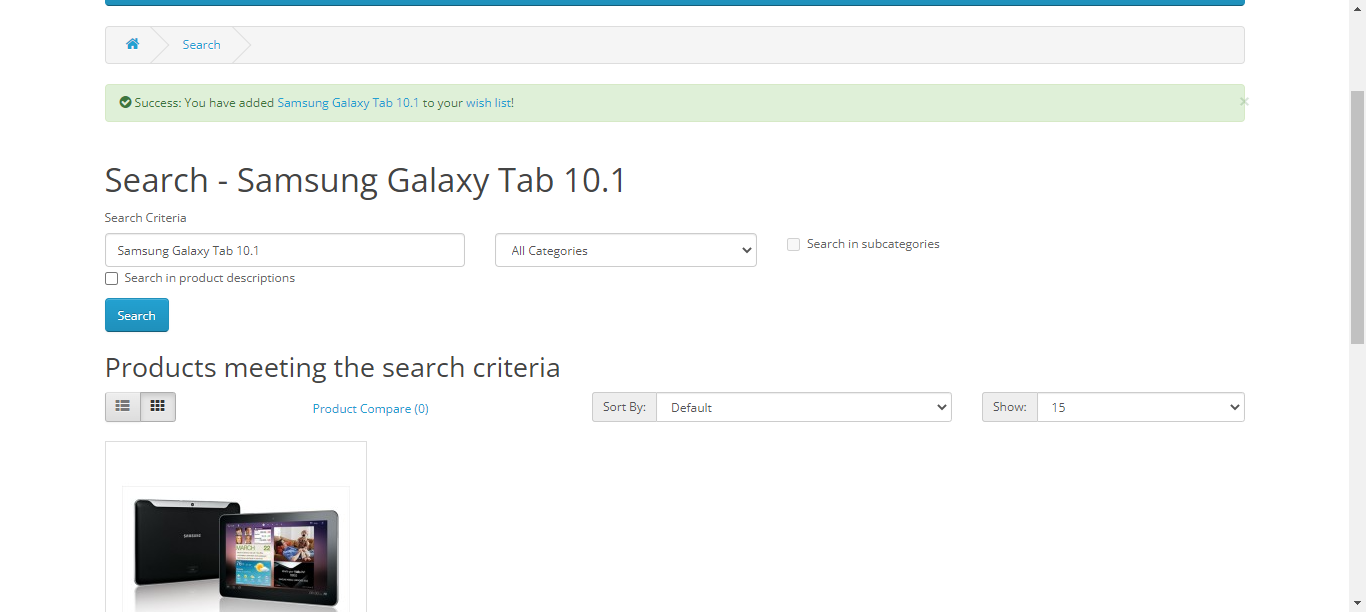 Search
Success: You have added Samsung Galaxy Tab 10.1 to your wish list!
×
Search - Samsung Galaxy Tab 10.1
Search Criteria
Samsung Galaxy Tab 10.1
All Categories
Search in subcategories
Search in product descriptions
Search
Products meeting the search criteria
Product Compare (0)
Sort By: Default
Show: 15
SAMSUNG
MARCH 22